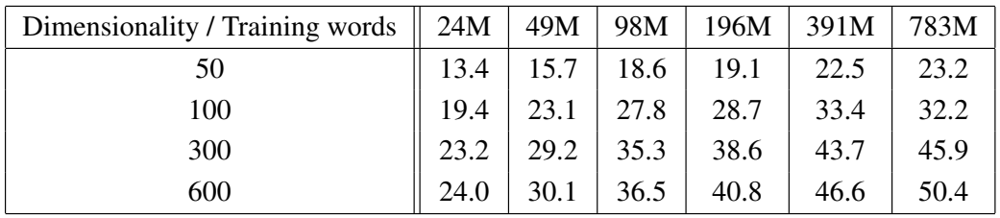 Dimensionality / Training words 24M 49M 98M 196M 391M 783M
50 13.4 15.7 18.6 19.1 22.5 23.2
100 19.4 23.1 27.8 28.7 33.4 32.2
300 23.2 29.2 35.3 38.6 43.7 45.9
600 24.0 30.1 36.5 40.8 46.6 50.4